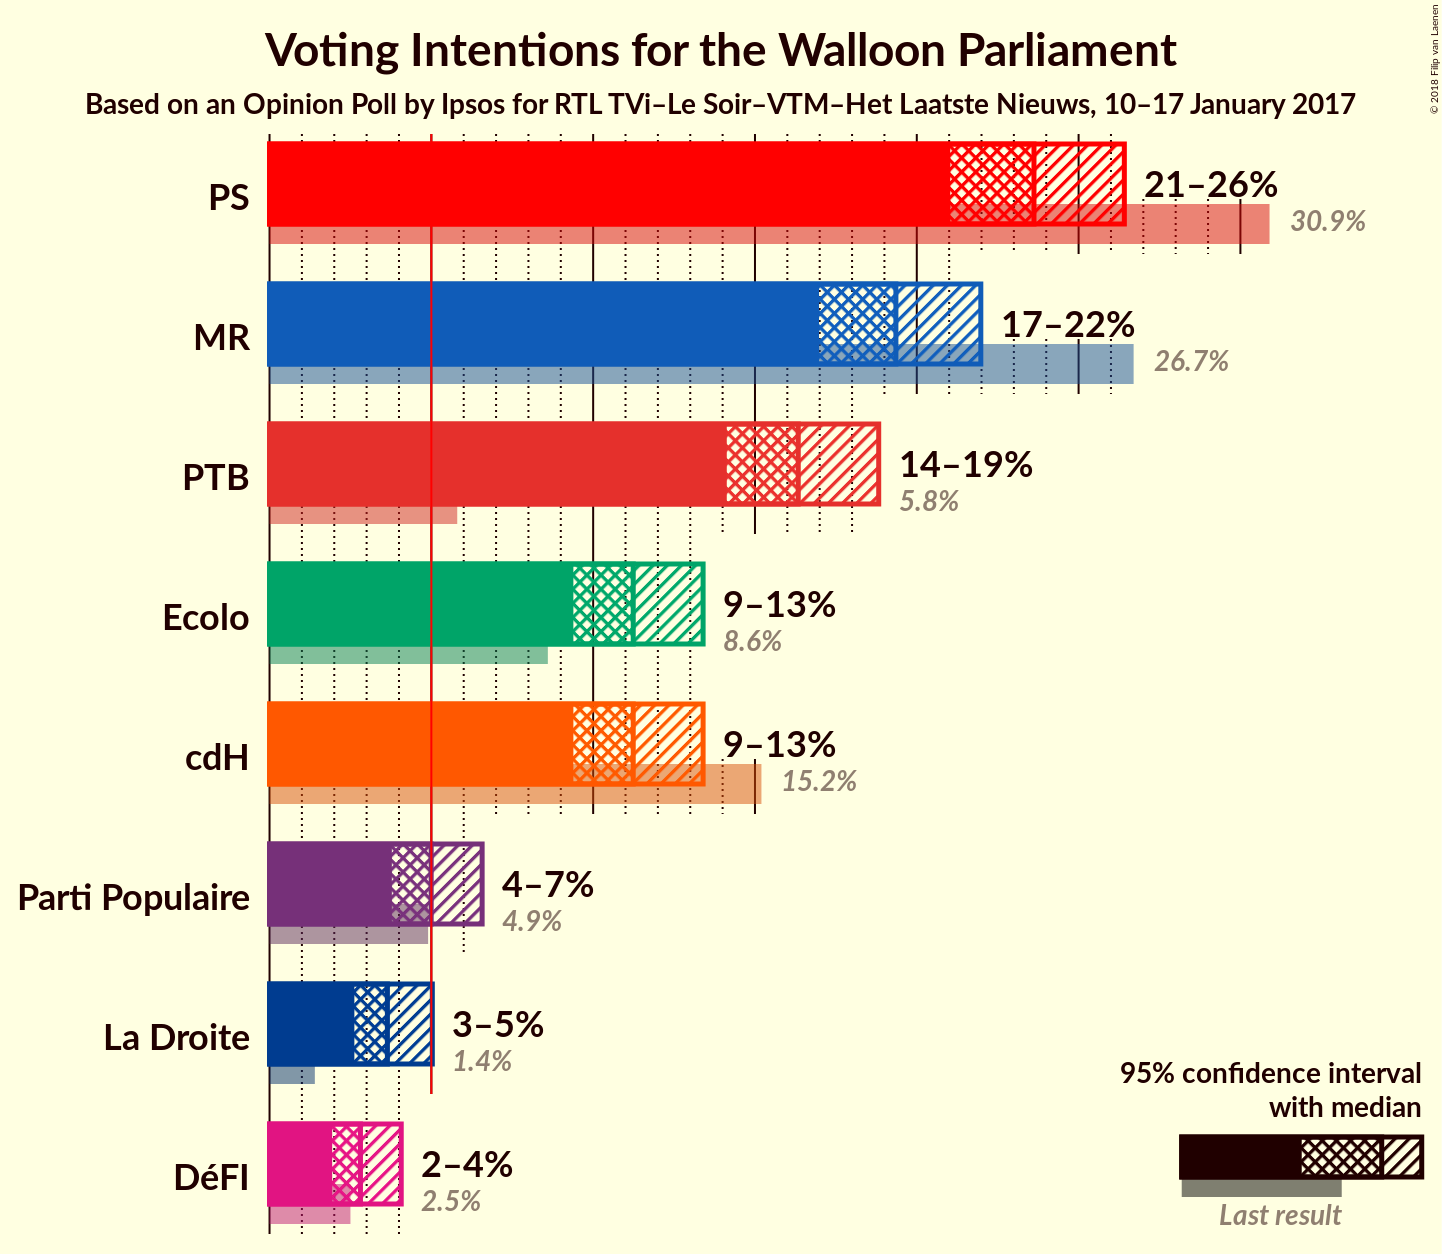 Voting Intentions for the Walloon Parliament
Based on an Opinion Poll by Ipsos for RTL TVi–Le Soir–VTM–Het Laatste Nieuws, 10–17 January 2017
© 2018 Filip van Laenen
PS
21–26%
30.9%
MR
17–22%
26.7%
PTB
14–19%
5.8%
Ecolo
9–13%
8.6%
cdH
9–13%
15.2%
Parti Populaire
4–7%
4.9%
La Droite
3–5%
1.4%
DéFI
2–4%
2.5%
95% confidence interval
with median
Last result